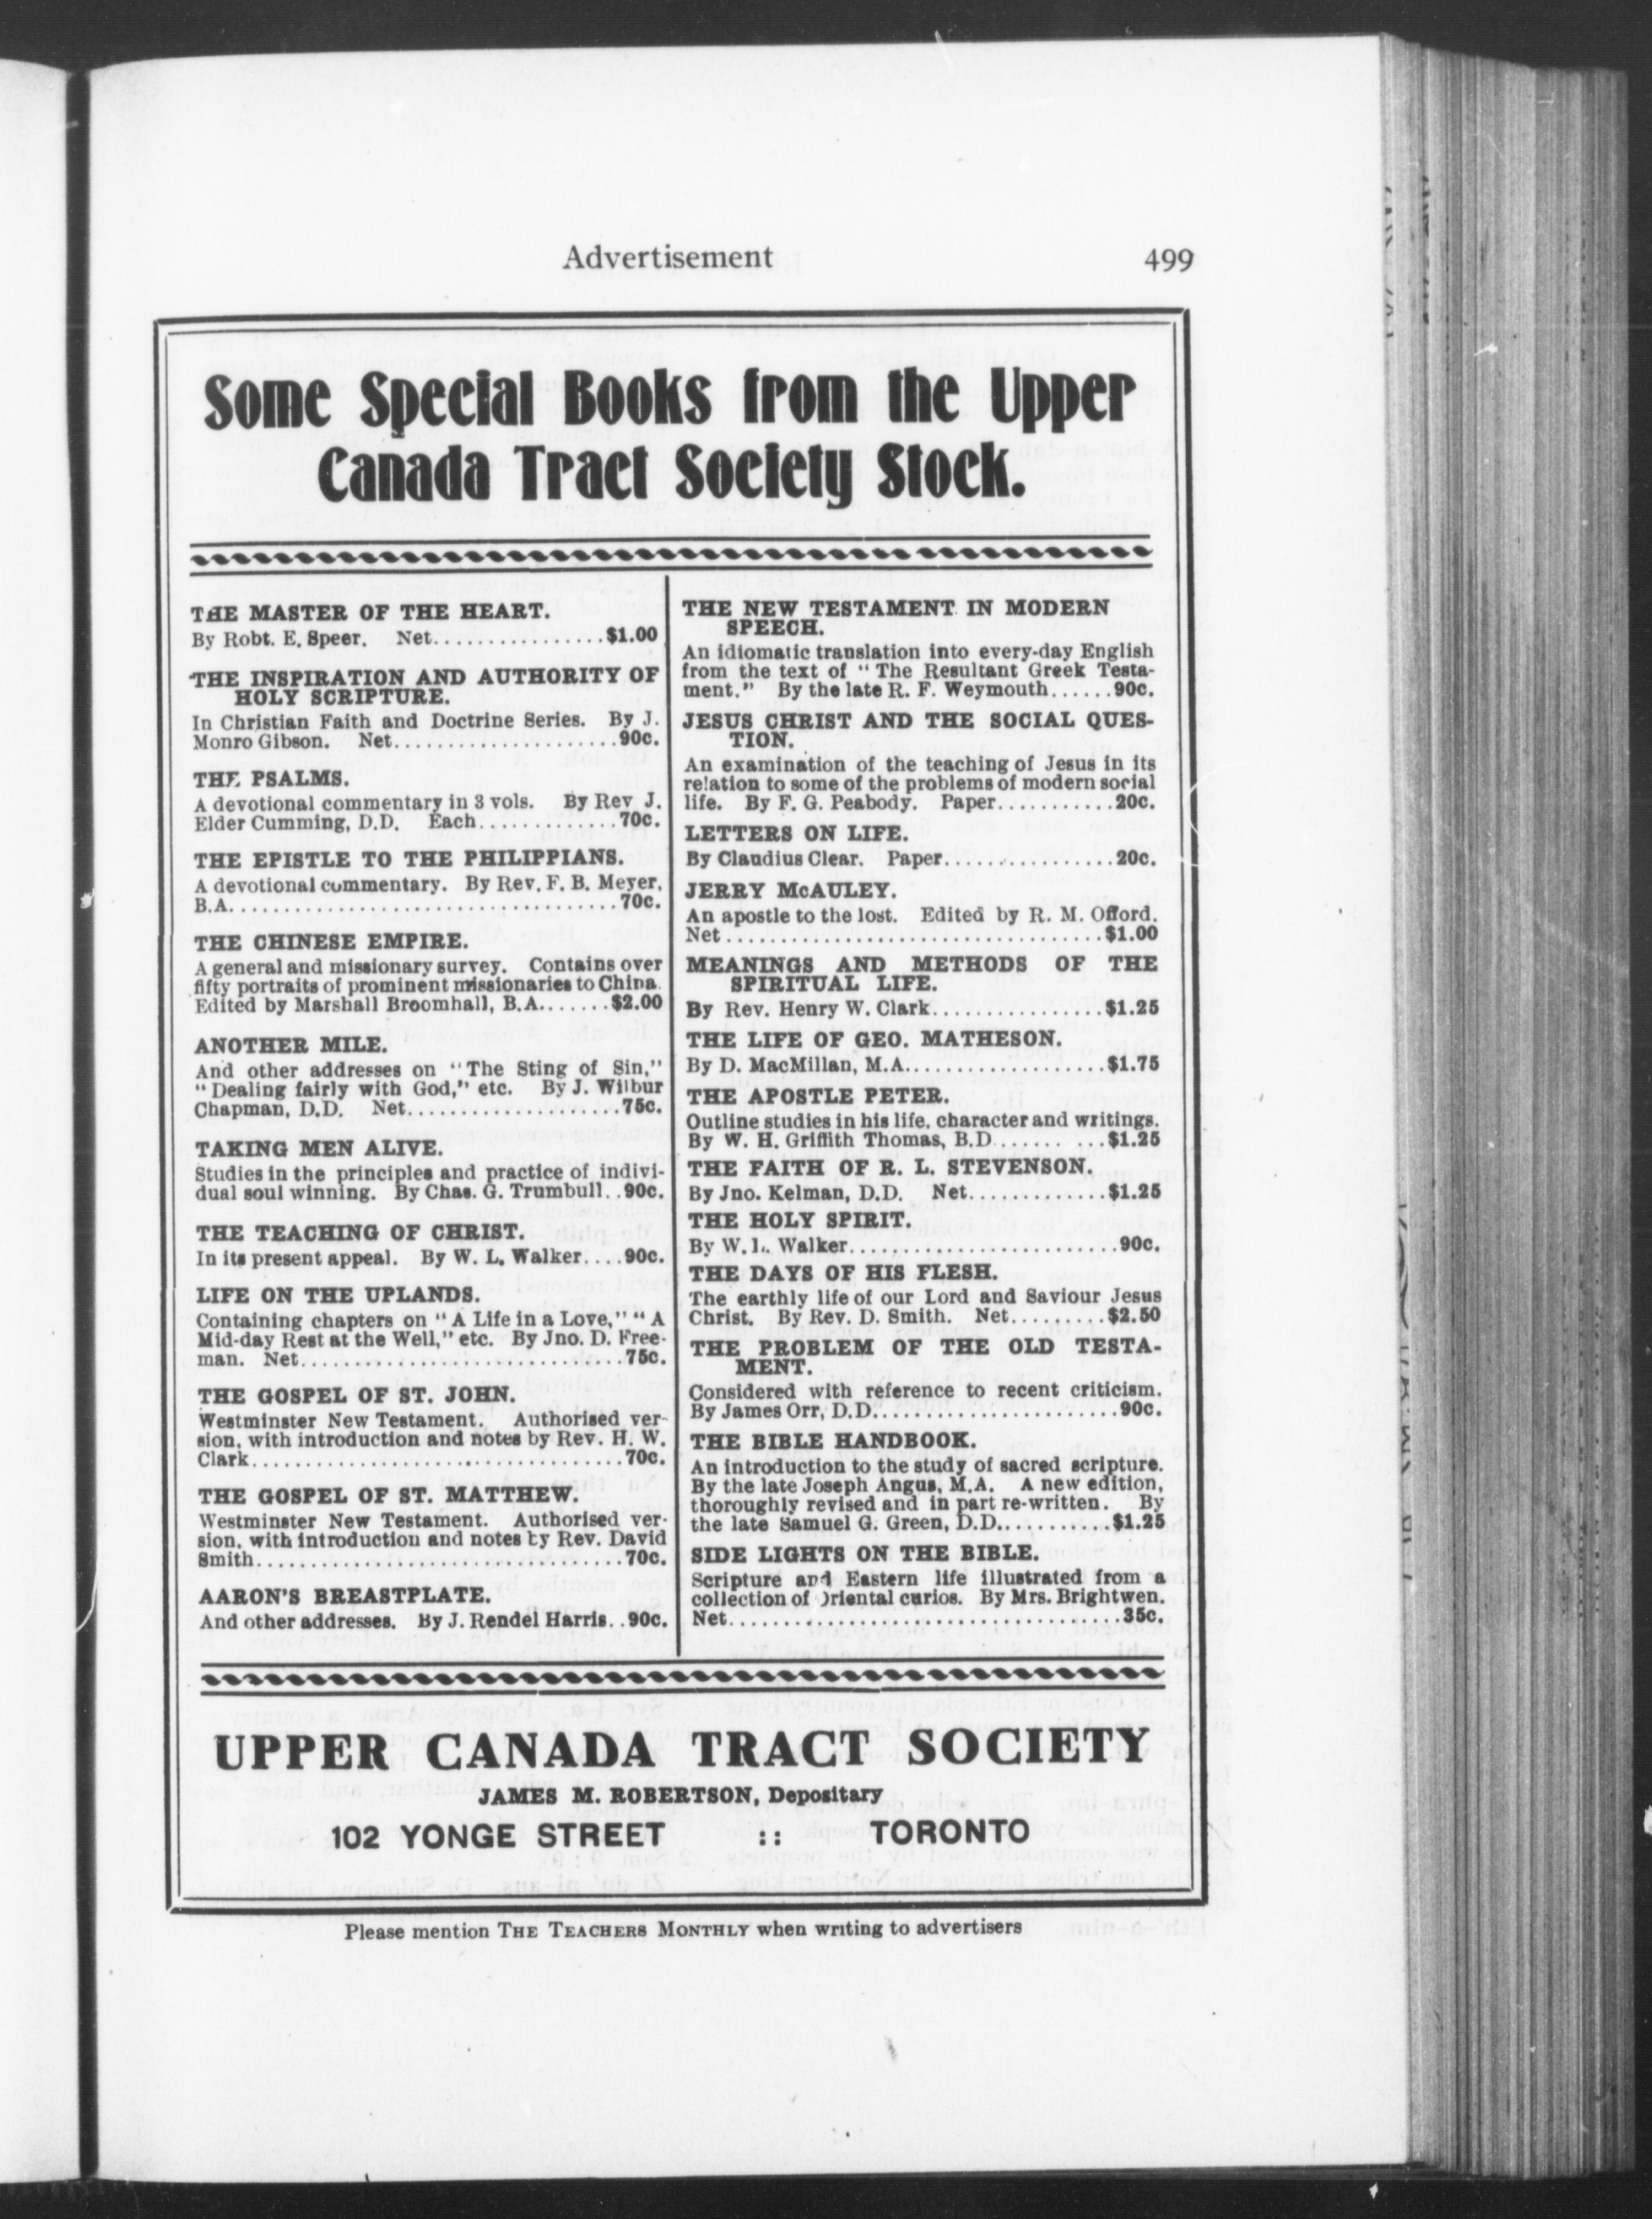 Advertisement 499
Some Special Books from the Upper
Canada Tract Society Stock.
THE MASTER OF THE HEART.
By Robt. E. Speer. Net................$1.00
THE INSPIRATION AND AUTHORITY OF
HOLY SCRIPTURE.
In Christian Faith and Doctrine Series. By J.
Monro Gibson. Net.....................90c.
THE PSALMS.
A devotional commentary in 3 vols. By Rev J.
Elder Cumming, D.D. Each.............70c.
THE EPISTLE TO THE PHILIPPIANS.
A devotional commentary. By Rev. F. B. Meyer,
B.A....................................70c.
THE CHINESE EMPIRE.
A general and missionary survey. Contains over
fifty portraits of prominent missionaries to China.
Edited by Marshall Broomhall, B.A.......$2.00
ANOTHER MILE.
And other addresses on "The Sting of Sin,"
"Dealing fairly with God," etc. By J. Wilbur
Chapman, D.D. Net....................75c.
TAKING MEN ALIVE.
Studies in the principles and practice of indivi-
dual soul winning. By Chas. G. Trumbull..90c.
THE TEACHING OF CHRIST.
In its present appeal. By W. L. Walker....90c.
LIFE ON THE UPLANDS.
Containing chapters on "A Life in a Love," "A
Mid-day Rest at the Well," etc. By Jno. D. Free-
man. Net..............................75c.
THE GOSPEL OF ST. JOHN.
Westminster New Testament. Authorised ver-
sion, with introduction and notes by Rev. H. W.
Clark...................................70c.
THE GOSPEL OF ST. MATTHEW.
Westminster New Testament. Authorised ver-
sion, with introduction and notes by Rev. David
Smith..................................70c.
AARON'S BREASTPLATE.
And other addresses. By J. Rendel Harris..90c.
THE NEW TESTAMENT IN MODERN
SPEECH.
An idiomatic translation into every-day English
from the text of "The Resultant Greek Testa-
ment." By the late R. F. Weymouth......90c.
JESUS CHRIST AND THE SOCIAL QUES-
TION.
An examination of the teaching of Jesus in its
relation to some of the problems of modern social
life. By F. G. Peabody. Paper...........20c.
LETTERS ON LIFE.
By Claudius Clear. Paper................20c.
JERRY McAULEY.
An apostle to the lost. Edited by R. M. Offord.
Net...................................$1.00
MEANINGS AND METHODS OF THE
SPIRITUAL LIFE.
By Rev. Henry W. Clark................$1.25
THE LIFE OF GEO. MATHESON.
By D. MacMillan, M.A...................$1.75
THE APOSTLE PETER.
Outline studies in his life, character and writings.
By W. H. Griffith Thomas, B.D..........$1.25
THE FAITH OF R. L. STEVENSON.
By Jno. Kelman, D.D. Net.............$1.25
THE HOLY SPIRIT.
By W. L. Walker.........................90c.
THE DAYS OF HIS FLESH.
The earthly life of our Lord and Saviour Jesus
Christ. By Rev. D. Smith. Net.........$2.50
THE PROBLEM OF THE OLD TESTA-
MENT.
Considered with reference to recent criticism.
By James Orr, D.D.......................90c.
THE BIBLE HANDBOOK.
An introduction to the study of sacred scripture.
By the late Joseph Angus, M.A. A new edition,
thoroughly revised and in part re-written. By
the late Samuel G. Green, D.D...........$1.25
SIDE LIGHTS ON THE BIBLE.
Scripture and Eastern life illustrated from a
collection of Oriental curios. By Mrs. Brightwen.
Net.....................................35c.
UPPER CANADA TRACT SOCIETY
JAMES M. ROBERTSON, Depositary
102 YONGE STREET :: TORONTO
Please mention THE TEACHERS MONTHLY when writing to advertisers